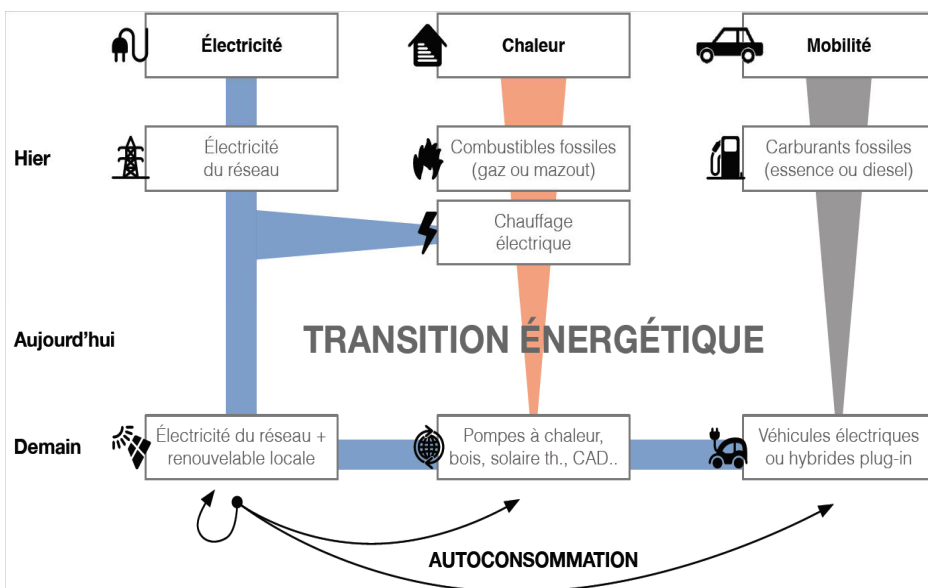 Électricité
Chaleur
Mobilité
Hier
Électricité
du réseau
Combustibles fossiles
(gaz ou mazout)
Carburants fossiles
(essence ou diesel)
Chauffage
électrique
Aujourd'hui
TRANSITION ÉNERGÉTIQUE
Demain
Électricité du réseau +
renouvelable locale
Pompes à chaleur,
bois, solaire th., CAD..
Véhicules électriques
ou hybrides plug-in
AUTOCONSOMMATION